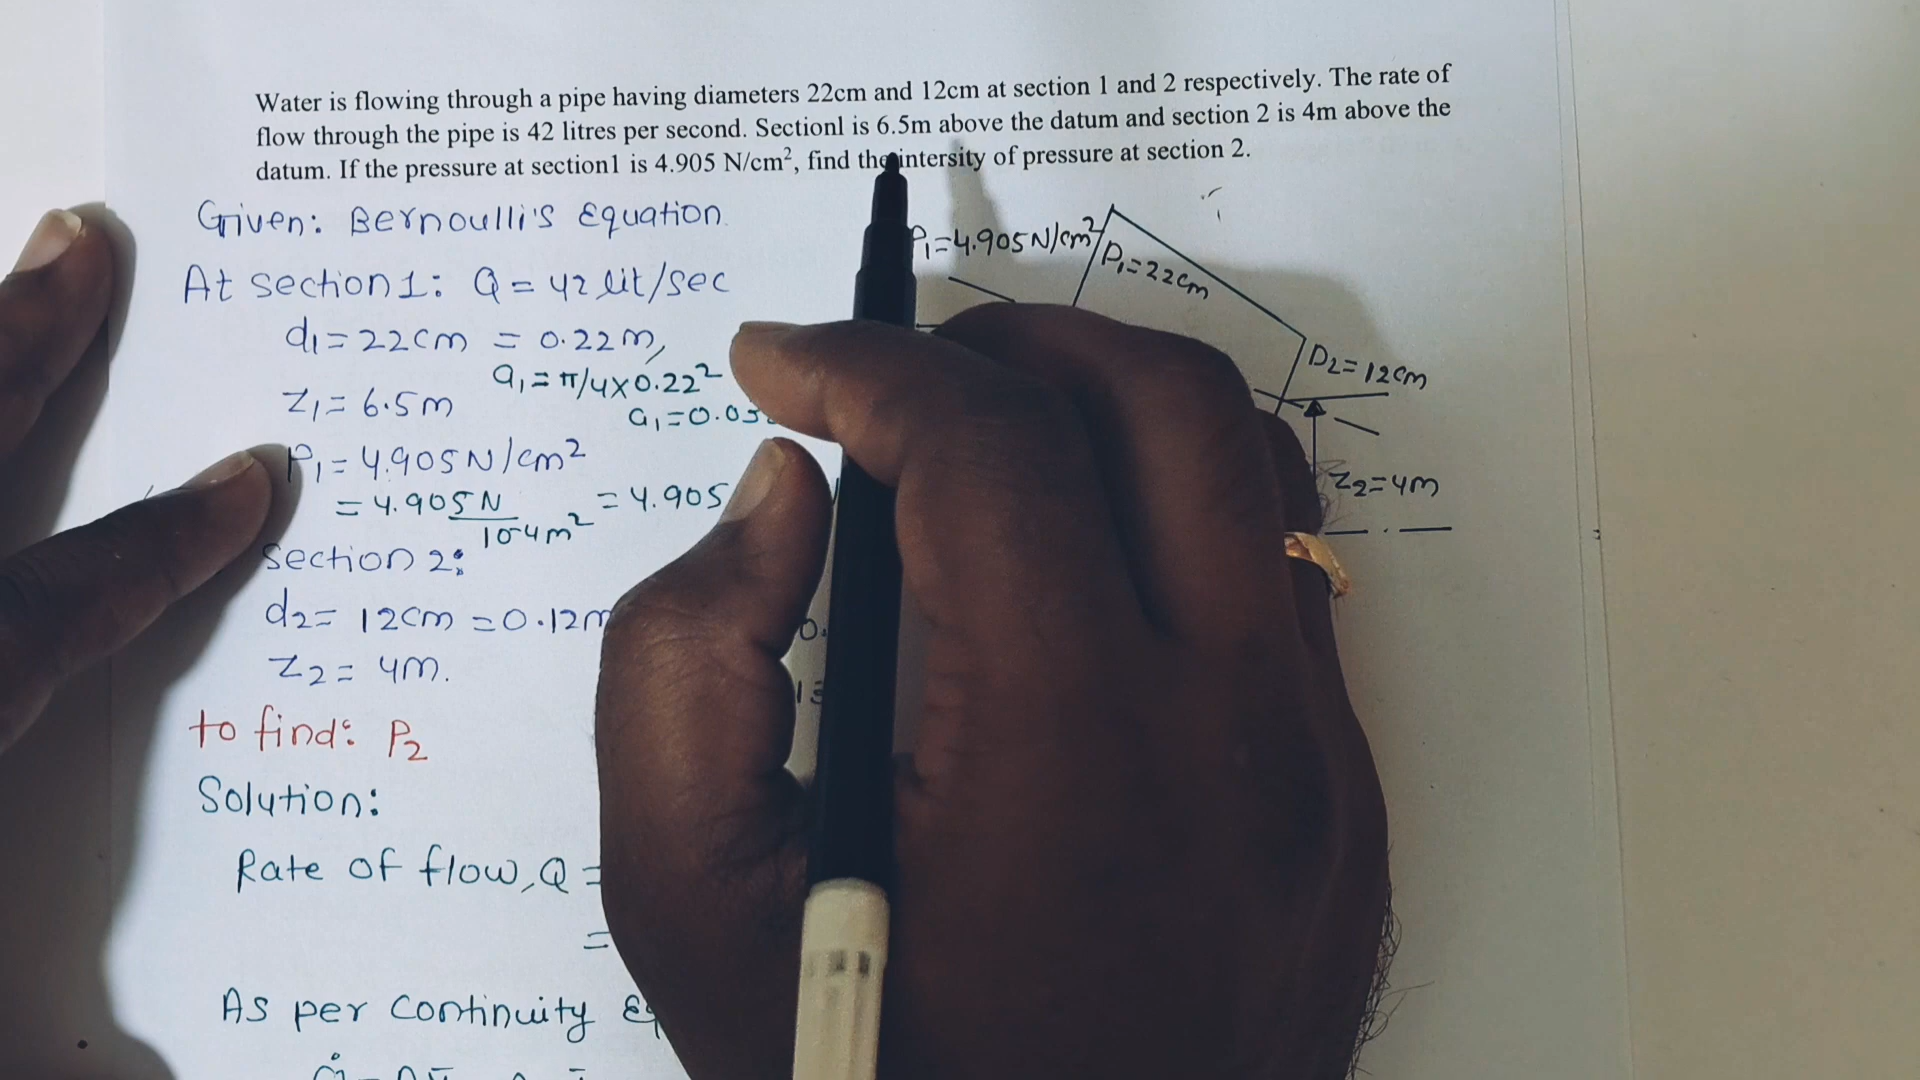 Water is flowing through a pipe having diameters 22cm and 12cm at section 1 and 2 respectively. The rate of
flow through the pipe is 42 litres per second. Section1 is 6.5m above the datum and section 2 is 4m above the
datum. If the pressure at section1 is 4.905 N/cm², find the intersity of pressure at section 2.
Given: Bernoulli's Equation
P₁=4.905N/cm²
D₁=22cm
At section 1: Q = 42 lit/sec
d₁=22cm = 0.22m,
D₂=12cm
a₁=π/4×0.22²
Z₁=6.5m
a₁=0.03
P₁=4.905N/cm²
Z₂=4m
=4.905N/10-4m² =4.905
Section 2:
d₂= 12cm =0.12m
Z₂= 4m.
to find: P₂
Solution:
Rate of flow, Q =
=
As per Continuity